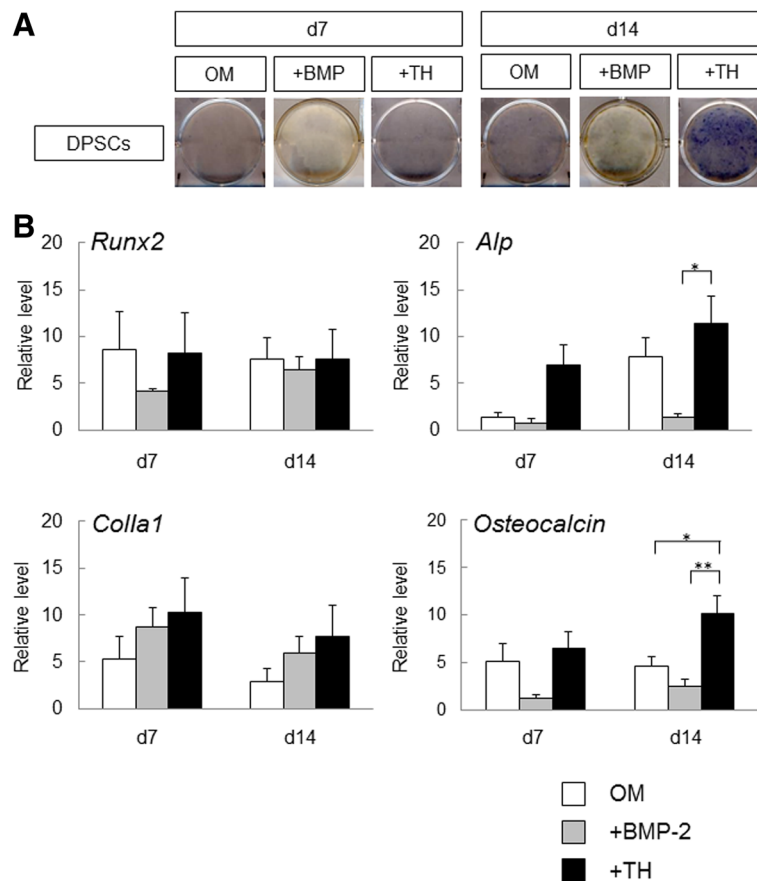 A
d7 d14
OM +BMP +TH OM +BMP +TH
DPSCs
B
Runx2
Relative level
20
15
10
5
0
d7 d14
Alp
Relative level
20
15
10
5
0
*
d7 d14
Colla1
Relative level
20
15
10
5
0
d7 d14
Osteocalcin
Relative level
20
15
10
5
0
*
**
d7 d14
OM
+BMP-2
+TH